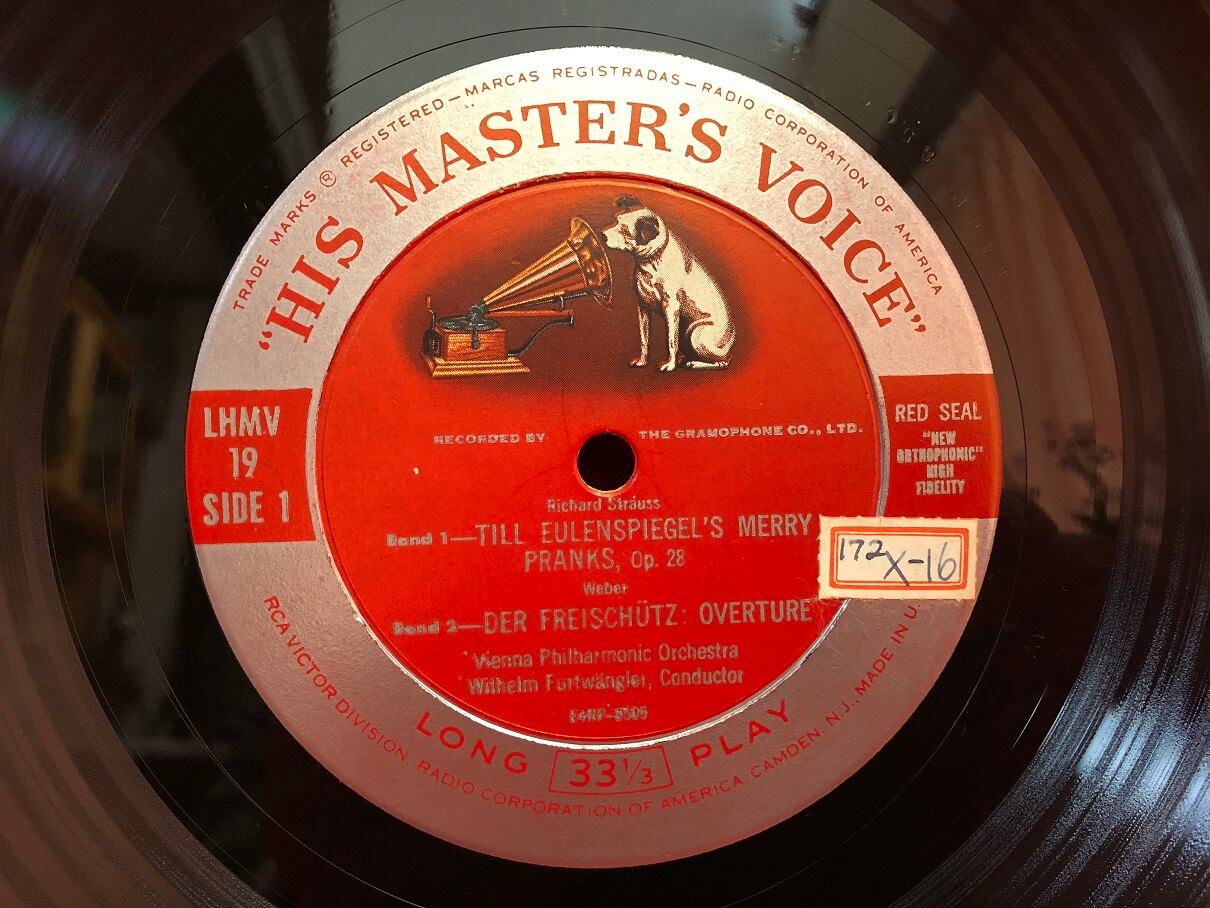 TRADE MARKS ® REGISTERED—MARCAS REGISTRADAS—RADIO CORPORATION OF AMERICA
"HIS MASTER'S VOICE"
LHMV
19
SIDE 1
RED SEAL
"NEW
ORTHOPHONIC"
HIGH
FIDELITY
RECORDED BY THE GRAMOPHONE CO., LTD.
Richard Strauss
Band 1—TILL EULENSPIEGEL'S MERRY
PRANKS, Op. 28
Weber
Band 2—DER FREISCHÜTZ: OVERTURE
Vienna Philharmonic Orchestra
Wilhelm Furtwängler, Conductor
172
X-16
LONG 33 1/3 PLAY
RCA VICTOR DIVISION, RADIO CORPORATION OF AMERICA, CAMDEN, N.J., MADE IN U.